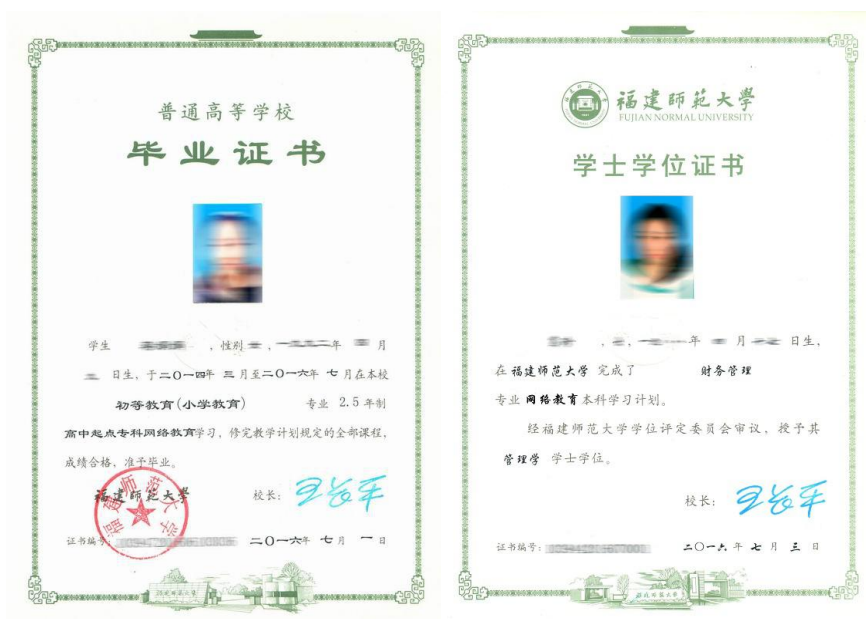 普通高等学校
毕业证书
学生 ，性别 ， 年 月
日生，于二〇一四年 三 月至二〇一六年 七 月在本校
初等教育(小学教育) 专业 2.5 年制
高中起点专科网络教育学习，修完教学计划规定的全部课程，
成绩合格，准予毕业。
福建师范大学 校长：
福建师范大学
证书编号： 二〇一六年 七 月 一 日
福建師範大學
FUJIAN NORMAL UNIVERSITY
学士学位证书
， ， 年 月 日生，
在 福建师范大学 完成了 财务管理
专业 网络教育 本科学习计划。
经福建师范大学学位评定委员会审议，授予其
管理学 学士学位。
校长：
证书编号： 二〇一六 年 七 月 三 日